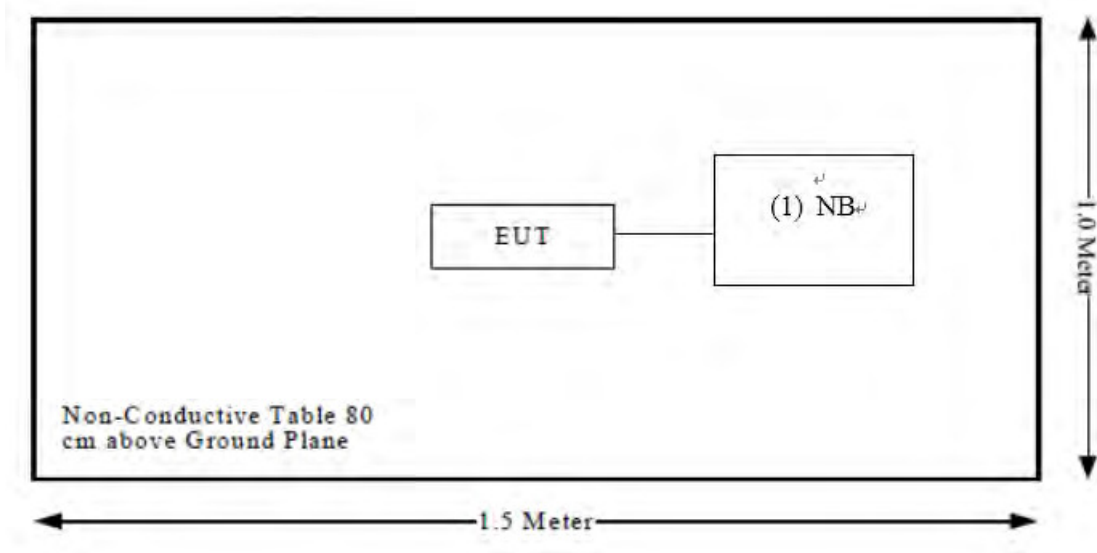 (1) NB
EUT
1.0 Meter
Non-Conductive Table 80
cm above Ground Plane
1.5 Meter